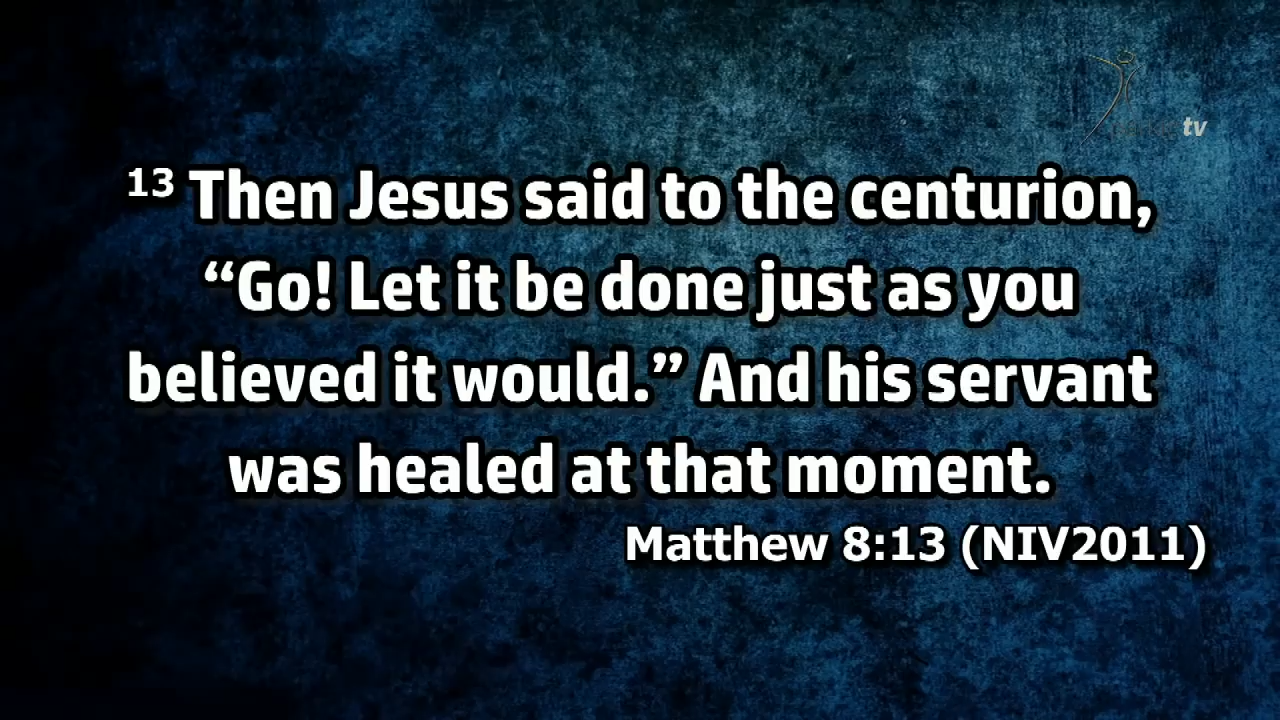 tv
13 Then Jesus said to the centurion,
“Go! Let it be done just as you
believed it would.” And his servant
was healed at that moment.
Matthew 8:13 (NIV2011)